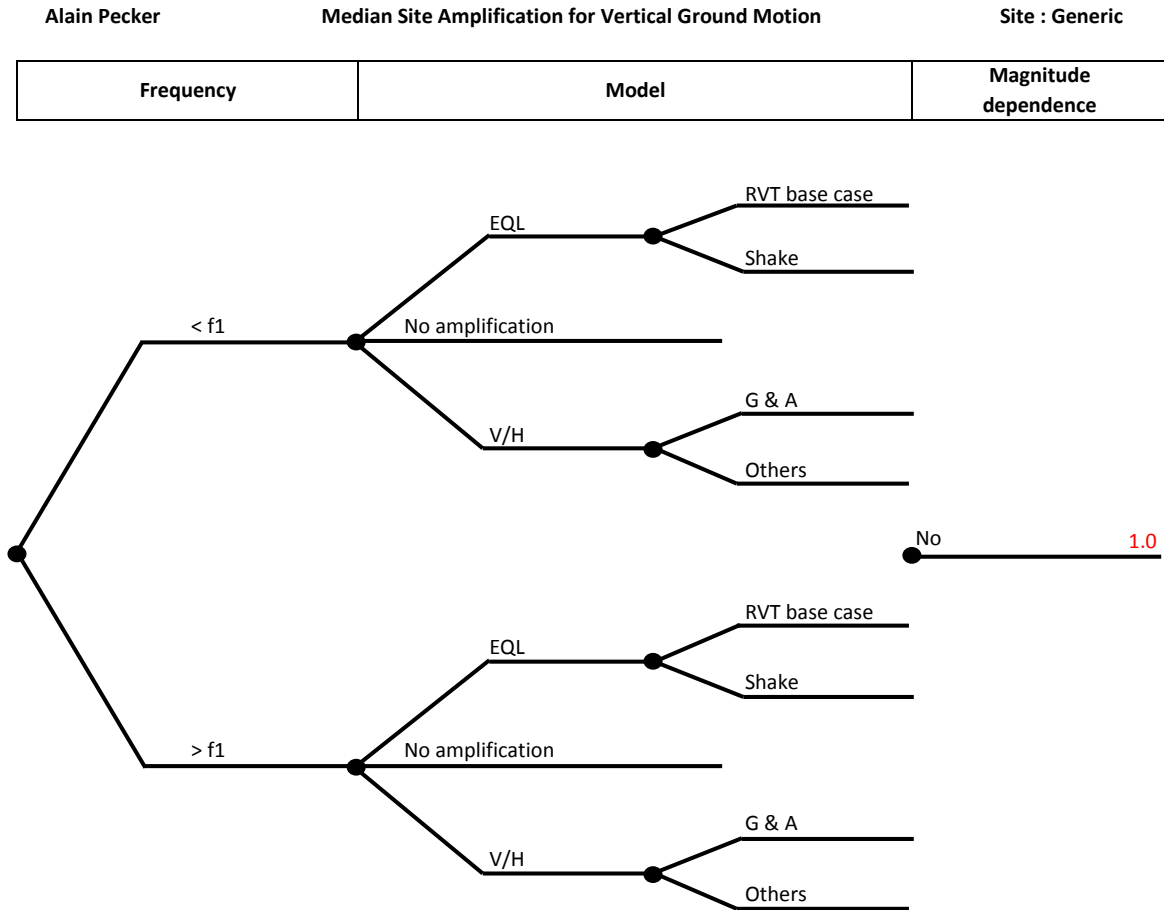 Alain Pecker Median Site Amplification for Vertical Ground Motion Site : Generic
Frequency Model Magnitude
dependence
RVT base case
EQL
Shake
< f1 No amplification
G & A
V/H
Others
No 1.0
RVT base case
EQL
Shake
> f1 No amplification
G & A
V/H
Others